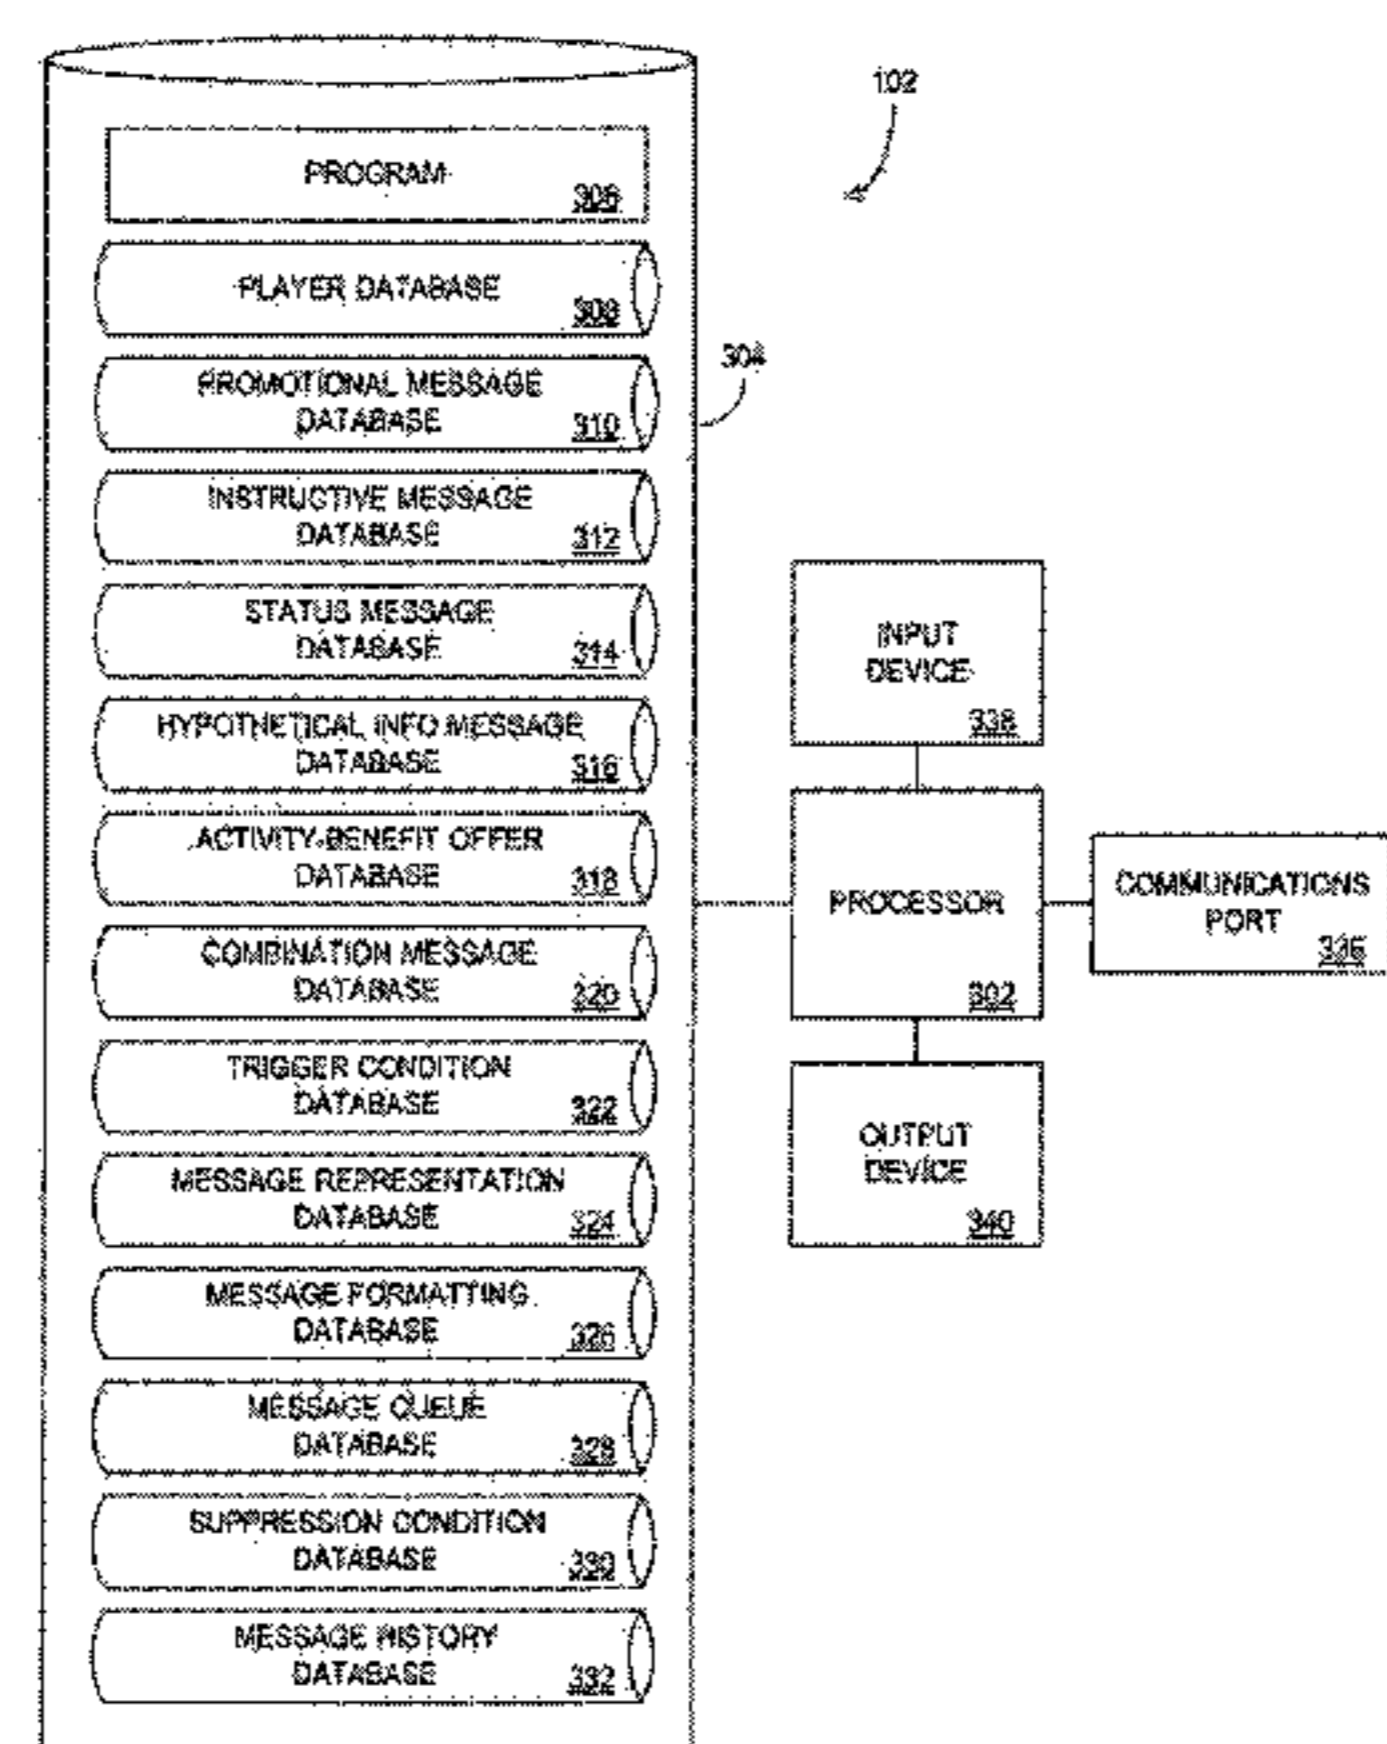 102
PROGRAM
306
PLAYER DATABASE
308
304
PROMOTIONAL MESSAGE
DATABASE
310
INSTRUCTIVE MESSAGE
DATABASE
312
STATUS MESSAGE
DATABASE
314
HYPOTHETICAL INFO MESSAGE
DATABASE
316
ACTIVITY-BENEFIT OFFER
DATABASE
318
COMBINATION MESSAGE
DATABASE
320
TRIGGER CONDITION
DATABASE
322
MESSAGE REPRESENTATION
DATABASE
324
MESSAGE FORMATTING
DATABASE
326
MESSAGE QUEUE
DATABASE
328
SUPPRESSION CONDITION
DATABASE
330
MESSAGE HISTORY
DATABASE
332
INPUT
DEVICE
338
PROCESSOR
302
COMMUNICATIONS
PORT
336
OUTPUT
DEVICE
340